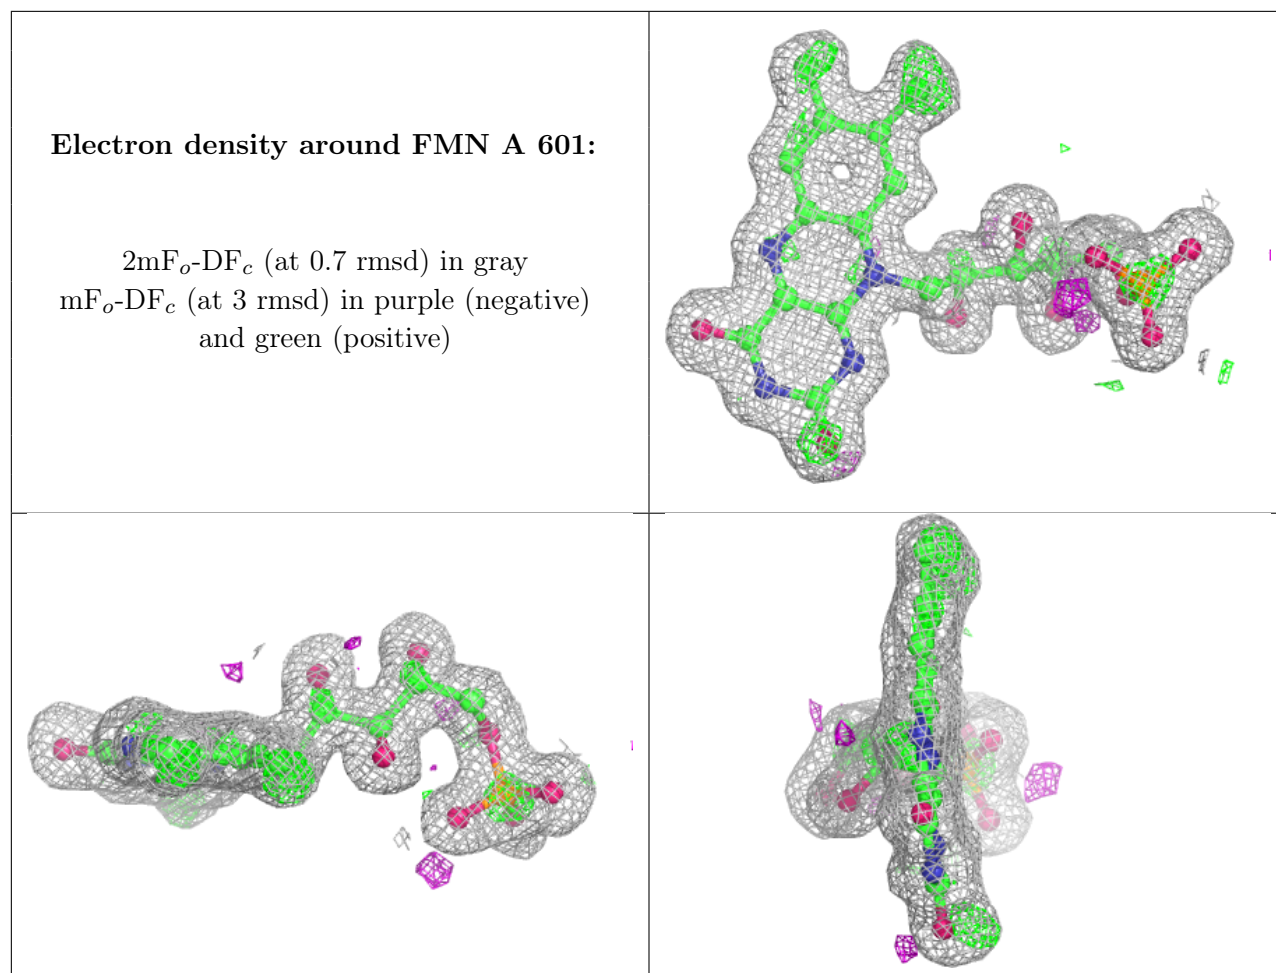 Electron density around FMN A 601:
2mFo-DFc (at 0.7 rmsd) in gray
mFo-DFc (at 3 rmsd) in purple (negative)
and green (positive)